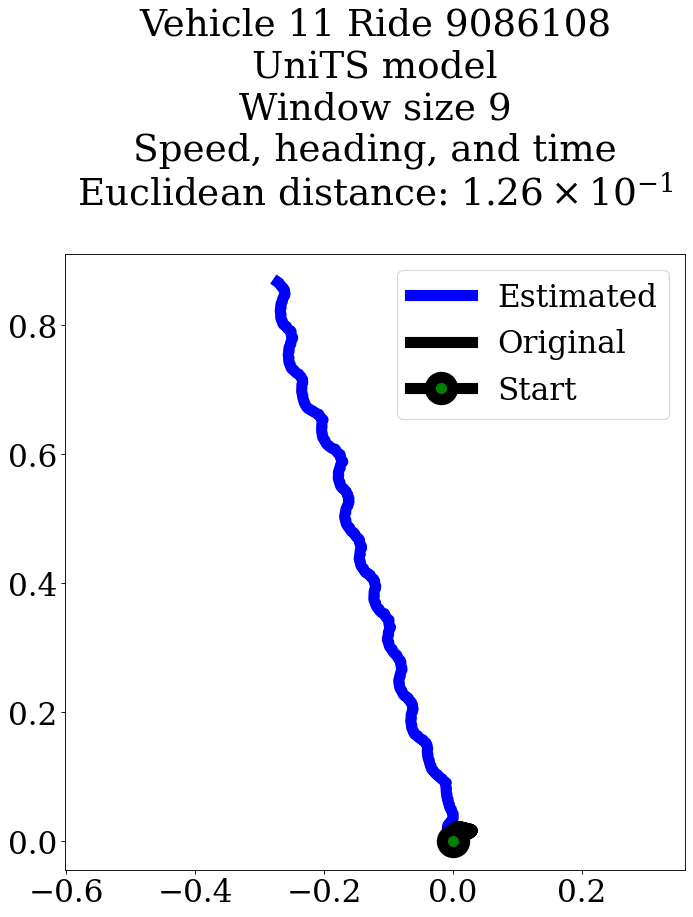 Vehicle 11 Ride 9086108
UniTS model
Window size 9
Speed, heading, and time
Euclidean distance: 1.26 × 10⁻¹
Estimated
Original
Start
0.8
0.6
0.4
0.2
0.0
−0.6 −0.4 −0.2 0.0 0.2